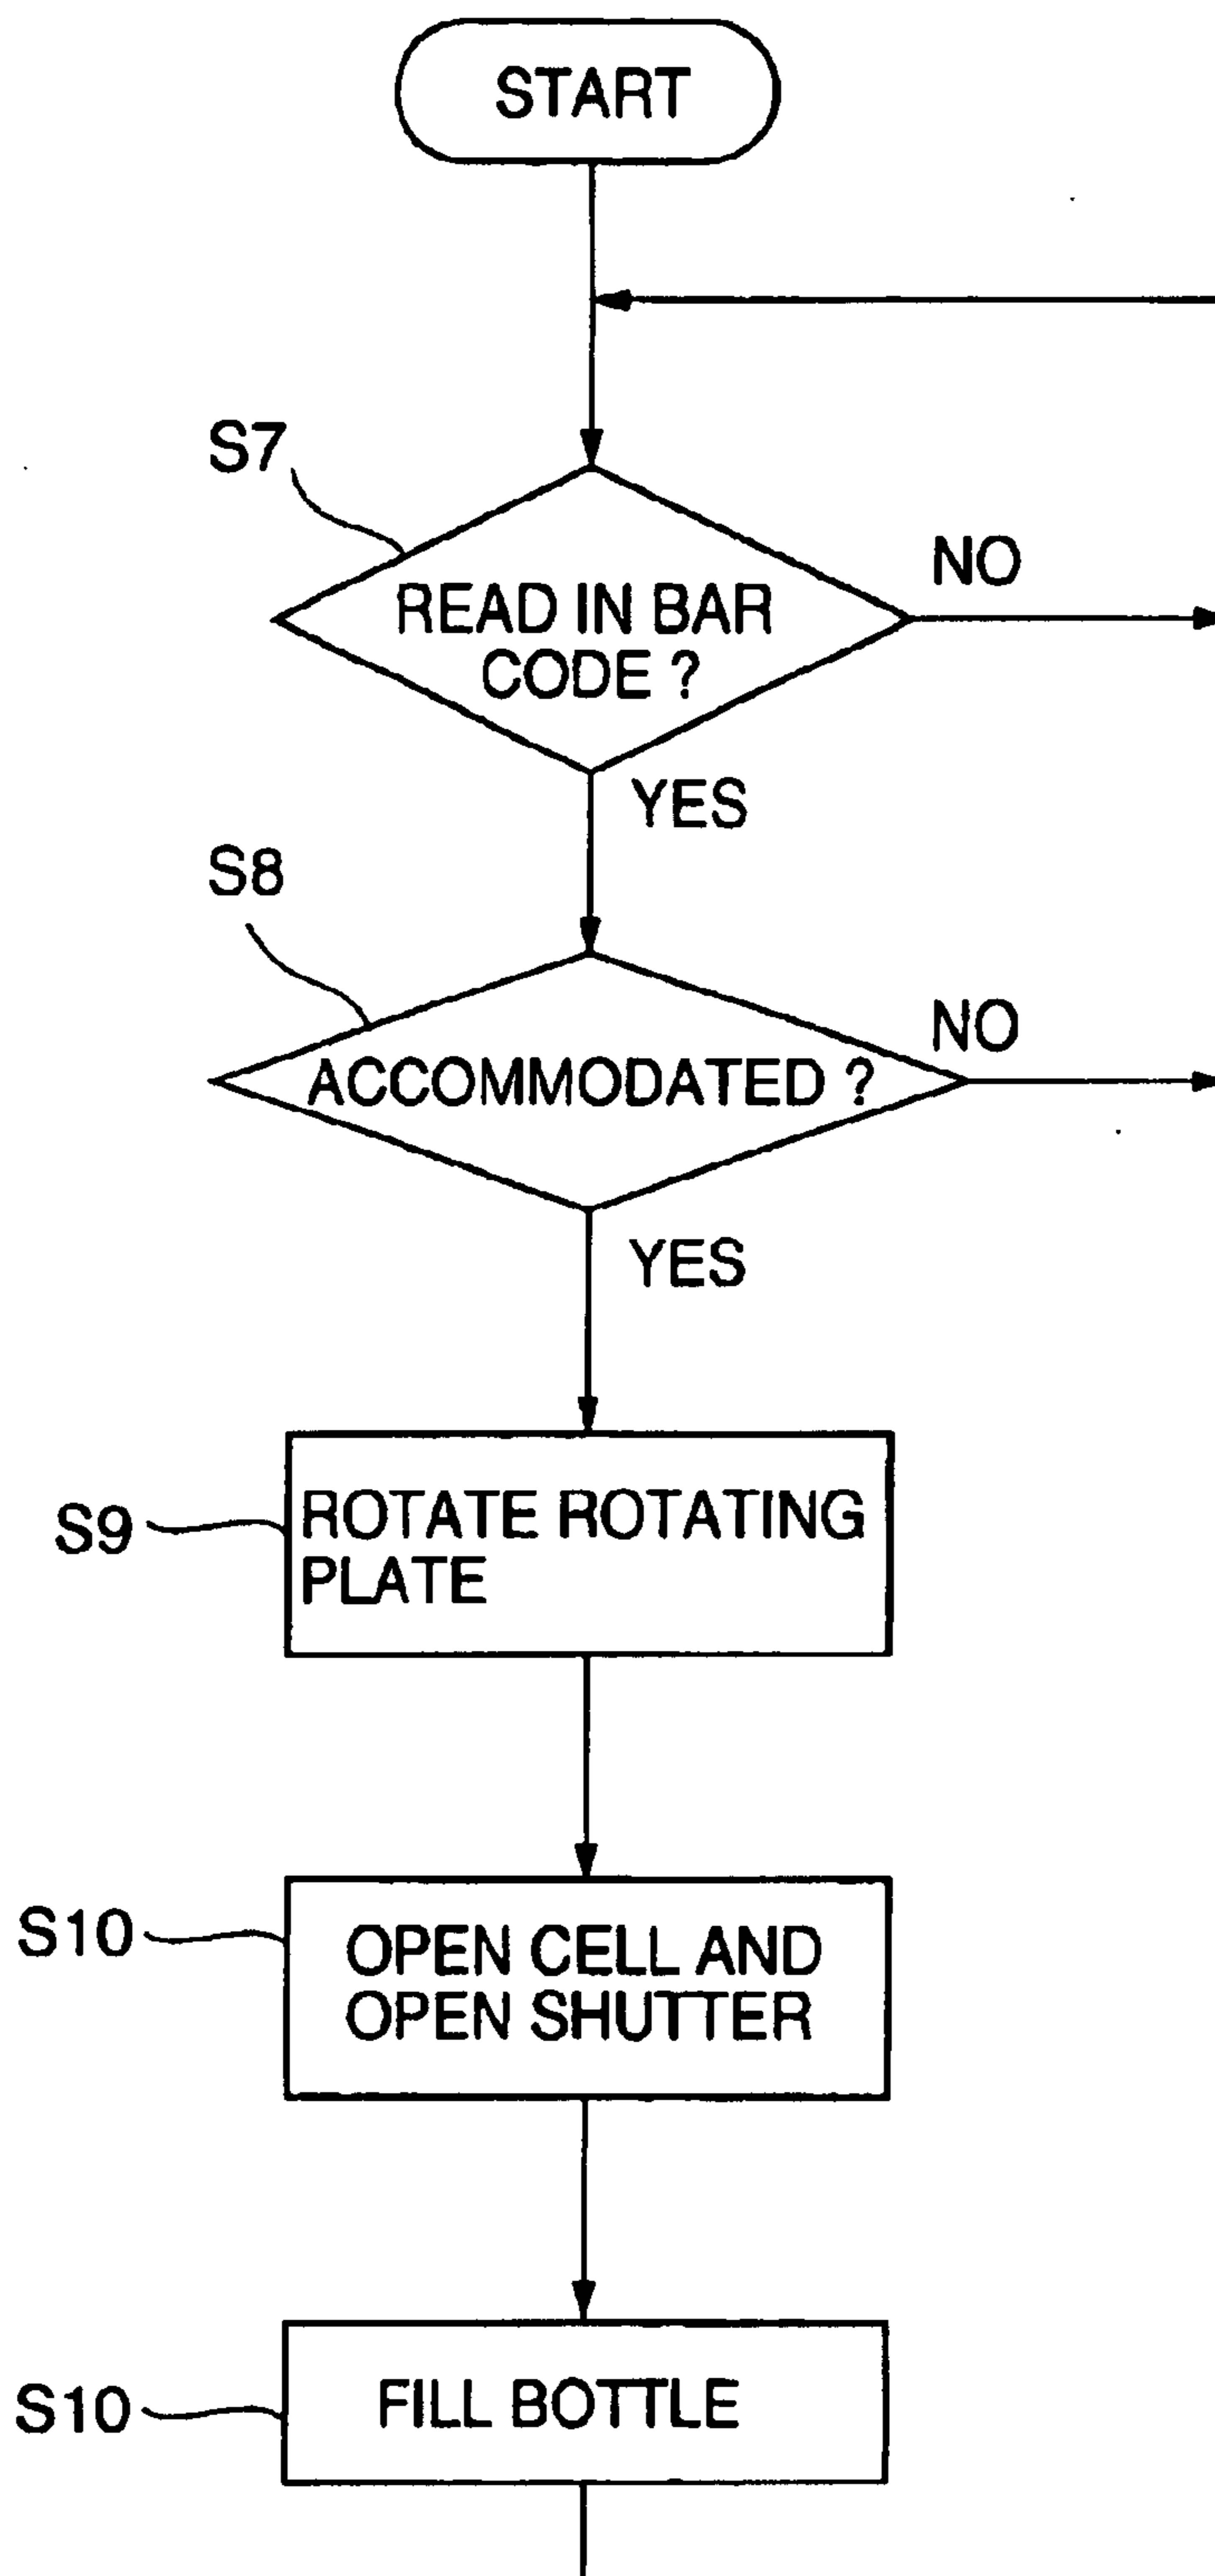 START
S7
READ IN BAR
CODE ?
NO
YES
S8
ACCOMMODATED ?
NO
YES
S9
ROTATE ROTATING
PLATE
S10
OPEN CELL AND
OPEN SHUTTER
S10
FILL BOTTLE